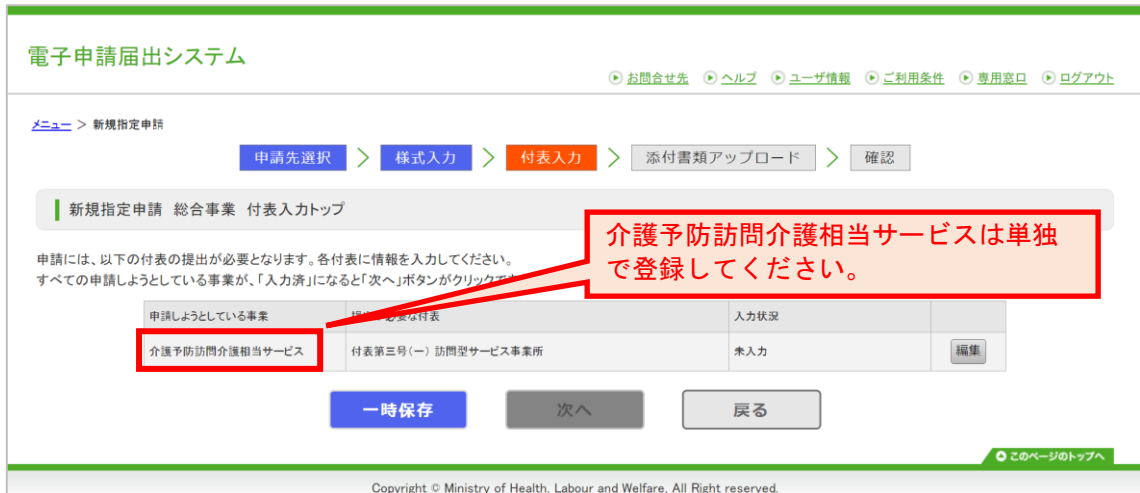 電子申請届出システム
お問合せ先 ヘルプ ユーザ情報 ご利用条件 専用窓口 ログアウト
メニュー > 新規指定申請
申請先選択 > 様式入力 > 付表入力 > 添付書類アップロード > 確認
新規指定申請 総合事業 付表入力トップ
介護予防訪問介護相当サービスは単独
で登録してください。
申請には、以下の付表の提出が必要となります。各付表に情報を入力してください。
すべての申請しようとしている事業が、「入力済」になると「次へ」ボタンがクリックで
申請しようとしている事業 必要な付表 入力状況
介護予防訪問介護相当サービス 付表第三号(一) 訪問型サービス事業所 未入力 編集
一時保存 次へ 戻る
このページのトップへ
Copyright © Ministry of Health, Labour and Welfare, All Right reserved.